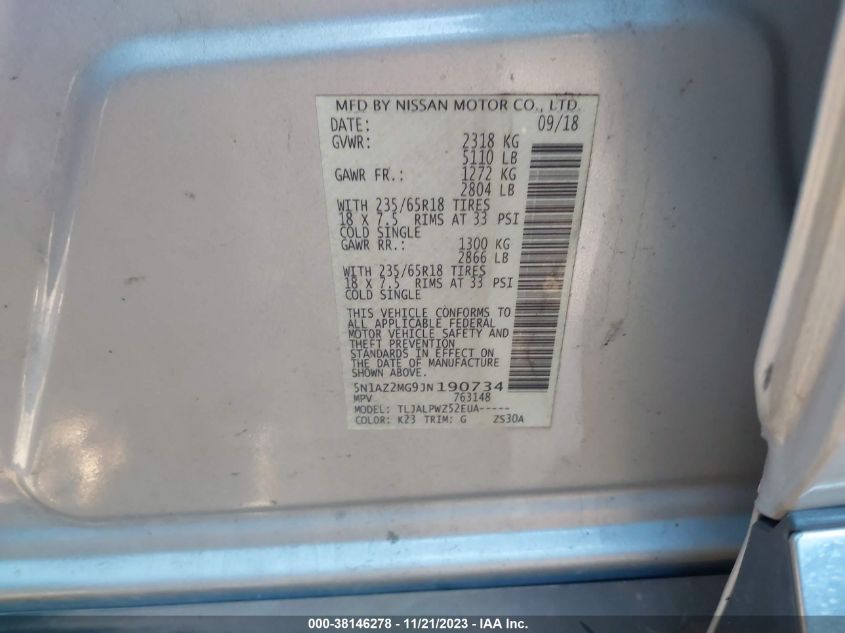 MFD BY NISSAN MOTOR CO., LTD.
DATE: 09/18
GVWR: 2318 KG
5110 LB
GAWR FR.: 1272 KG
2804 LB
WITH 235/65R18 TIRES
18 X 7.5 RIMS AT 33 PSI
COLD SINGLE
GAWR RR.: 1300 KG
2866 LB
WITH 235/65R18 TIRES
18 X 7.5 RIMS AT 33 PSI
COLD SINGLE
THIS VEHICLE CONFORMS TO
ALL APPLICABLE FEDERAL
MOTOR VEHICLE SAFETY AND
THEFT PREVENTION
STANDARDS IN EFFECT ON
THE DATE OF MANUFACTURE
SHOWN ABOVE.
5N1AZ2MG9JN190734
MPV 763148
MODEL: TLJALPWZ52EUA-----
COLOR: K23 TRIM: G ZS30A
000-38146278 - 11/21/2023 - IAA Inc.